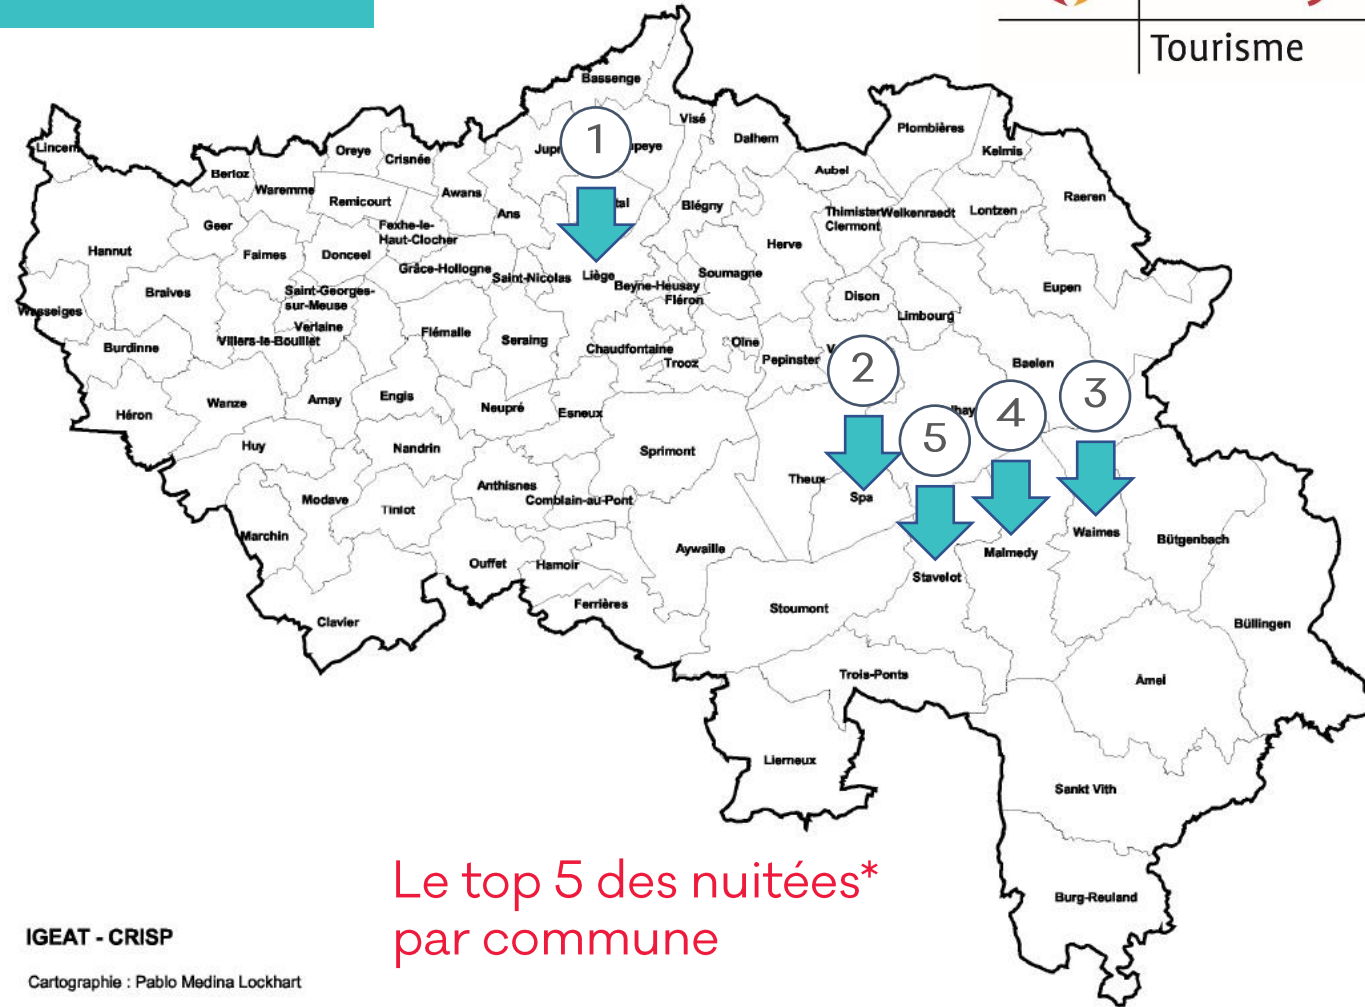 Tourisme
Bassenge
Visé
Dalhem
Plombières
Kelmis
Lincent
Oreye
Crisnée
1
Aubel
Berloz
Waremme
Remicourt
Awans
Ans
Blégny
Thimister
Clermont
Welkenraedt
Lontzen
Raeren
Geer
Fexhe-le-
Haut-Clocher
Herve
Hannut
Faimes
Donceel
Grâce-Hollogne
Saint-Nicolas
Liège
Beyne-Heusay
Fléron
Soumagne
Eupen
Braives
Saint-Georges-
sur-Meuse
Dison
Limbourg
Verlaine
Villers-le-Bouillet
Flémalle
Seraing
Chaudfontaine
Trooz
Olne
Pepinster
Burdinne
Baelen
2
3
4
5
Héron
Wanze
Amay
Engis
Neupré
Esneux
Huy
Nandrin
Sprimont
Theux
Spa
Modave
Tinlot
Anthisnes
Comblain-au-Pont
Marchin
Aywaille
Stavelot
Malmedy
Waimes
Bütgenbach
Ouffet
Hamoir
Ferrières
Stoumont
Clavier
Büllingen
Trois-Ponts
Amel
Lierneux
Sankt Vith
Burg-Reuland
Le top 5 des nuitées*
par commune
IGEAT - CRISP
Cartographie : Pablo Medina Lockhart